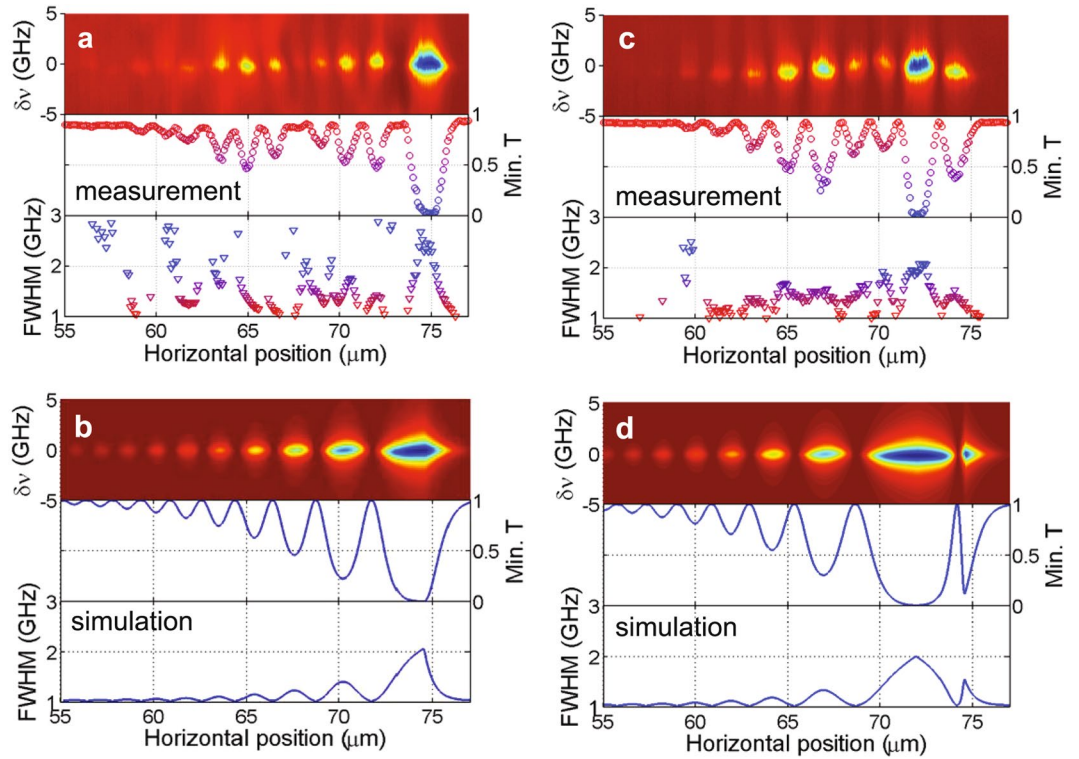 a
5
0
-5
δν (GHz)
1
0.5
0
Min. T
measurement
3
2
1
FWHM (GHz)
55 60 65 70 75
Horizontal position (μm)
c
5
0
-5
δν (GHz)
1
0.5
0
Min. T
measurement
3
2
1
FWHM (GHz)
55 60 65 70 75
Horizontal position (μm)
b
5
0
-5
δν (GHz)
1
0.5
0
Min. T
simulation
3
2
1
FWHM (GHz)
55 60 65 70 75
Horizontal position (μm)
d
5
0
-5
δν (GHz)
1
0.5
0
Min. T
simulation
3
2
1
FWHM (GHz)
55 60 65 70 75
Horizontal position (μm)